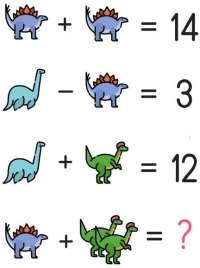 + = 14
− = 3
+ = 12
+ = ?